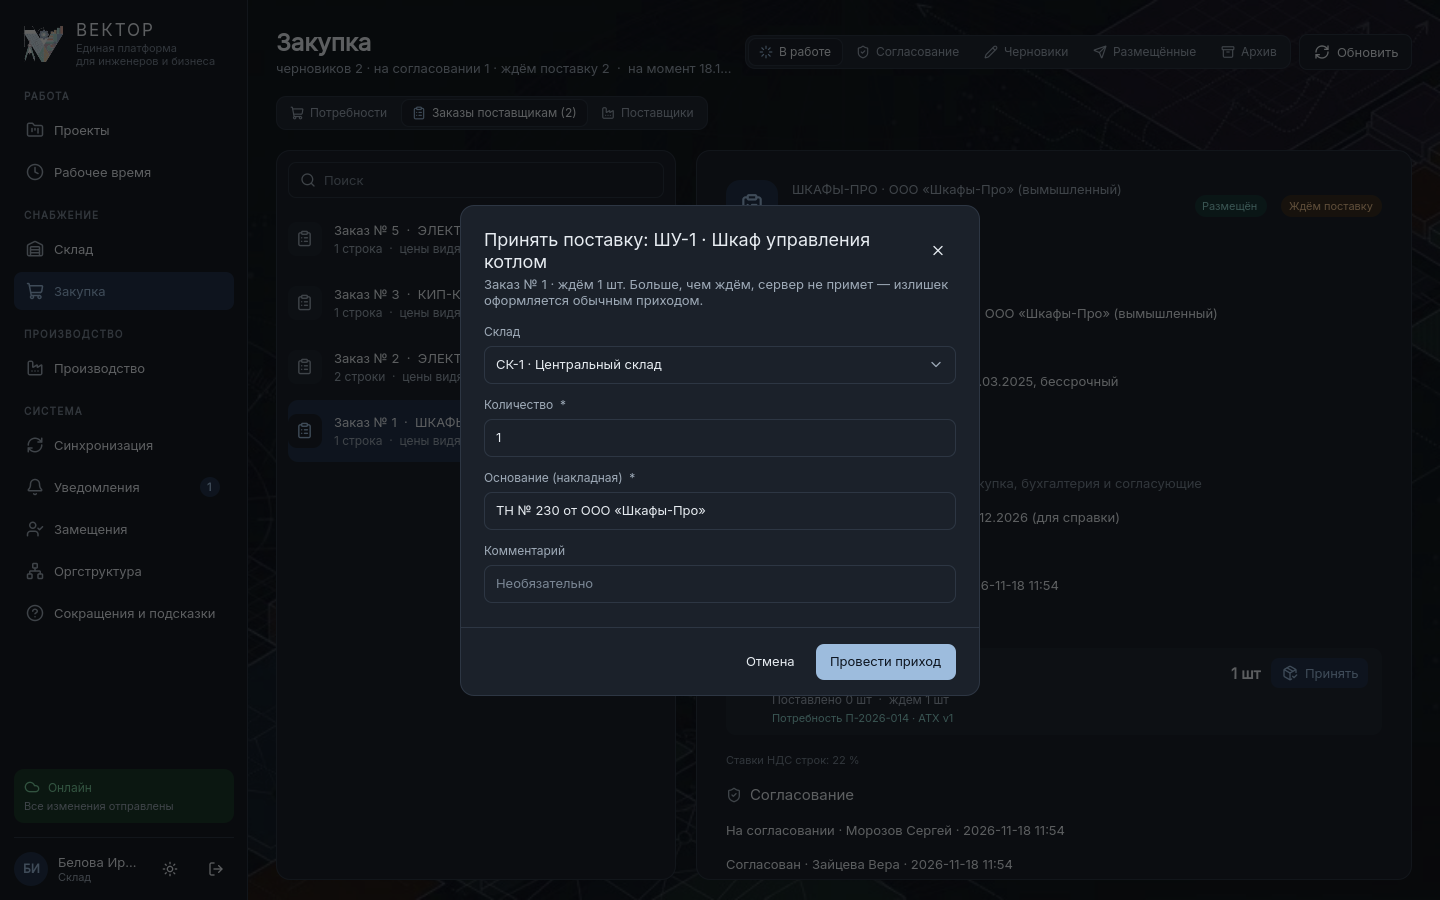 ВЕКТОР
Единая платформа
для инженеров и бизнеса
РАБОТА
Проекты
Рабочее время
СНАБЖЕНИЕ
Склад
Закупка
ПРОИЗВОДСТВО
Производство
СИСТЕМА
Синхронизация
Уведомления 1
Замещения
Оргструктура
Сокращения и подсказки
Онлайн
Все изменения отправлены
БИ Белова Ир...
Склад
Закупка
черновиков 2 · на согласовании 1 · ждём поставку 2 · на момент 18.1...
В работе Согласование Черновики Размещённые Архив Обновить
Потребности Заказы поставщикам (2) Поставщики
Поиск
Заказ № 5 · ЭЛЕКТ
1 строка · цены видя
Заказ № 3 · КИП-К
1 строка · цены видя
Заказ № 2 · ЭЛЕКТ
2 строки · цены видя
Заказ № 1 · ШКАФЫ
1 строка · цены видя
ШКАФЫ-ПРО · ООО «Шкафы-Про» (вымышленный)
Размещён Ждём поставку
ООО «Шкафы-Про» (вымышленный)
.03.2025, бессрочный
купка, бухгалтерия и согласующие
12.2026 (для справки)
6-11-18 11:54
1 шт Принять
Поставлено 0 шт · ждём 1 шт
Потребность П-2026-014 · АТХ v1
Ставки НДС строк: 22 %
Согласование
На согласовании · Морозов Сергей · 2026-11-18 11:54
Согласован · Зайцева Вера · 2026-11-18 11:54
Принять поставку: ШУ-1 · Шкаф управления
котлом
Заказ № 1 · ждём 1 шт. Больше, чем ждём, сервер не примет — излишек
оформляется обычным приходом.
Склад
СК-1 · Центральный склад
Количество *
1
Основание (накладная) *
ТН № 230 от ООО «Шкафы-Про»
Комментарий
Необязательно
Отмена Провести приход